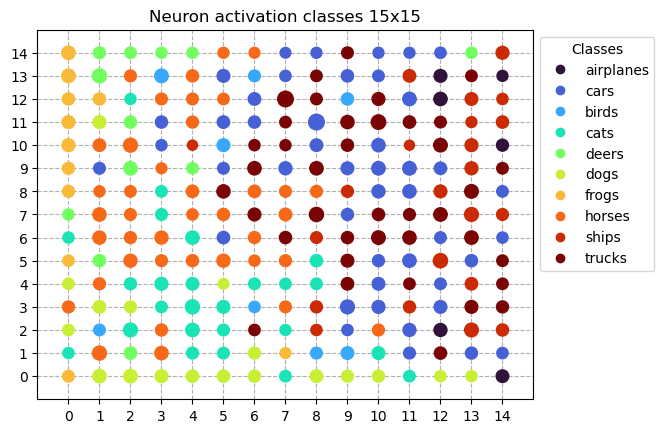 Neuron activation classes 15x15
14
13
12
11
10
9
8
7
6
5
4
3
2
1
0
0 1 2 3 4 5 6 7 8 9 10 11 12 13 14
Classes
airplanes
cars
birds
cats
deers
dogs
frogs
horses
ships
trucks